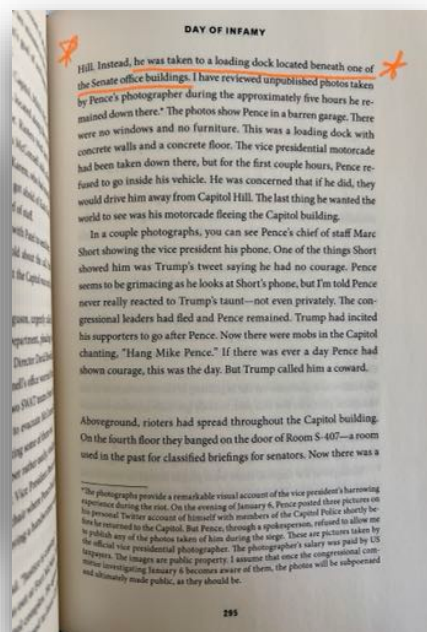 DAY OF INFAMY
Hill. Instead, he was taken to a loading dock located beneath one of
the Senate office buildings. I have reviewed unpublished photos taken
by Pence's photographer during the approximately five hours he re-
mained down there.* The photos show Pence in a barren garage. There
were no windows and no furniture. This was a loading dock with
concrete walls and a concrete floor. The vice presidential motorcade
had been taken down there, but for the first couple hours, Pence re-
fused to go inside his vehicle. He was concerned that if he did, they
would drive him away from Capitol Hill. The last thing he wanted the
world to see was his motorcade fleeing the Capitol building.
In a couple photographs, you can see Pence's chief of staff Marc
Short showing the vice president his phone. One of the things Short
showed him was Trump's tweet saying he had no courage. Pence
seems to be grimacing as he looks at Short's phone, but I'm told Pence
never really reacted to Trump's taunt—not even privately. The con-
gressional leaders had fled and Pence remained. Trump had incited
his supporters to go after Pence. Now there were mobs in the Capitol
chanting, "Hang Mike Pence." If there was ever a day Pence had
shown courage, this was the day. But Trump called him a coward.
Aboveground, rioters had spread throughout the Capitol building.
On the fourth floor they banged on the door of Room S-407—a room
used in the past for classified briefings for senators. Now there was a
*The photographs provide a remarkable visual account of the vice president's harrowing
experience during the riot. On the evening of January 6, Pence posted three pictures on
his personal Twitter account of himself with members of the Capitol Police shortly be-
fore he returned to the Capitol. But Pence, through a spokesperson, refused to allow me
to publish any of the photos taken of him during the siege. These are pictures taken by
the official vice presidential photographer. The photographer's salary was paid by US
taxpayers. The images are public property. I assume that once the congressional com-
mittee investigating January 6 becomes aware of them, the photos will be subpoenaed
and ultimately made public, as they should be.
295